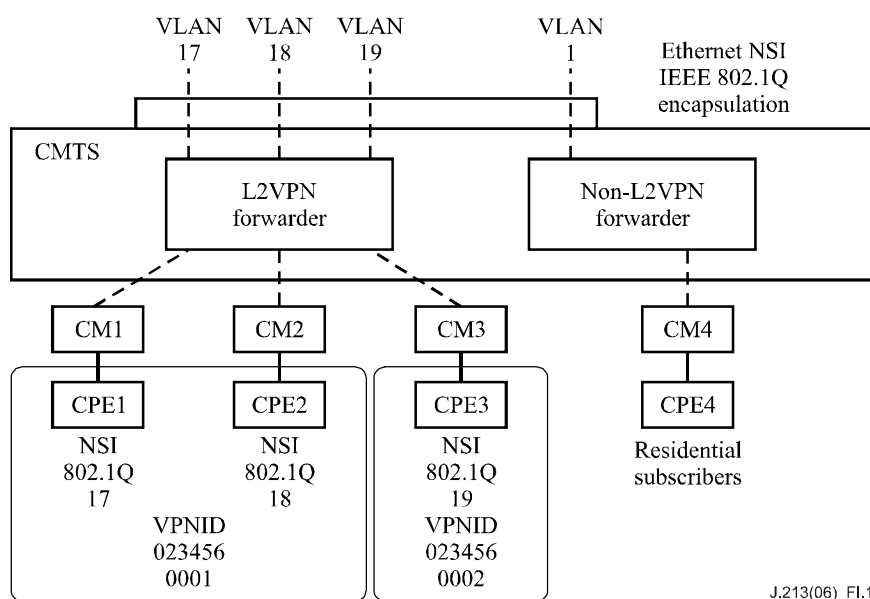 VLAN
17
VLAN
18
VLAN
19
VLAN
1
Ethernet NSI
IEEE 802.1Q
encapsulation
CMTS
L2VPN
forwarder
Non-L2VPN
forwarder
CM1
CM2
CM3
CM4
CPE1
CPE2
CPE3
CPE4
NSI
802.1Q
17
NSI
802.1Q
18
NSI
802.1Q
19
Residential
subscribers
VPNID
023456
0001
VPNID
023456
0002
J.213(06)_FI.1